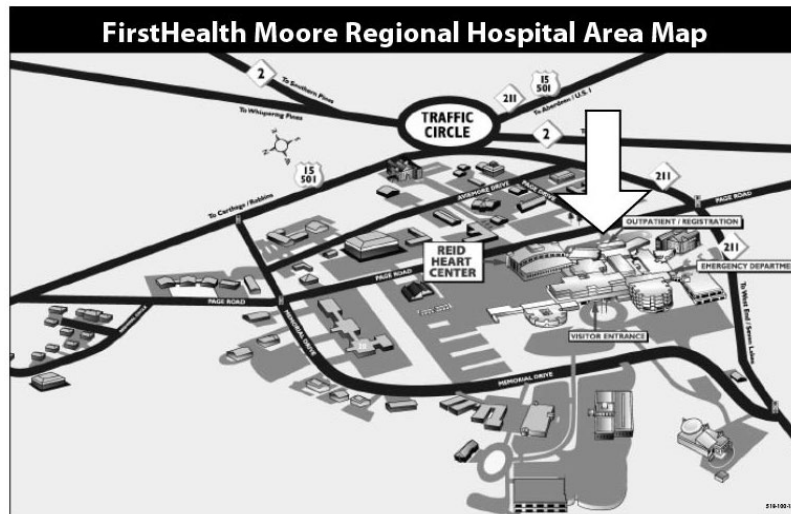 FirstHealth Moore Regional Hospital Area Map
2
To Southern Pines
To Whispering Pines
211
15
501
To Aberdeen / U.S. 1
TRAFFIC
CIRCLE
2
To
15
501
To Carthage / Robbins
AVIEMORE DRIVE
PAGE DRIVE
211
PAGE ROAD
OUTPATIENT / REGISTRATION
REID
HEART
CENTER
211
PAGE ROAD
EMERGENCY DEPARTME
PAGE ROAD
MEMORIAL DRIVE
To West End / Seven Lakes
VISITOR ENTRANCE
MEMORIAL DRIVE